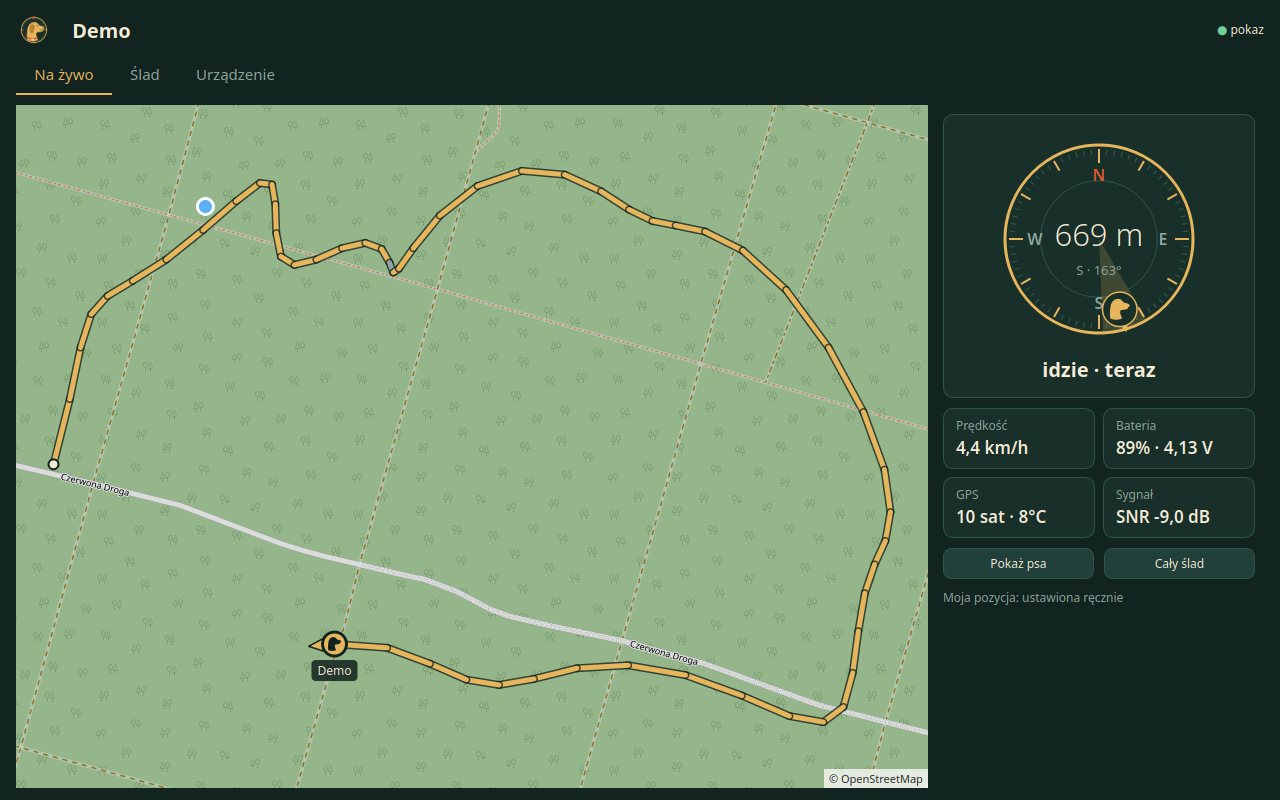 Demo
pokaz
Na żywo
Ślad
Urządzenie
N
W
669 m
E
S · 163°
S
idzie · teraz
Prędkość
4,4 km/h
Bateria
89% · 4,13 V
GPS
10 sat · 8°C
Sygnał
SNR -9,0 dB
Pokaż psa
Cały ślad
Moja pozycja: ustawiona ręcznie
Czerwona Droga
Czerwona Droga
Demo
© OpenStreetMap